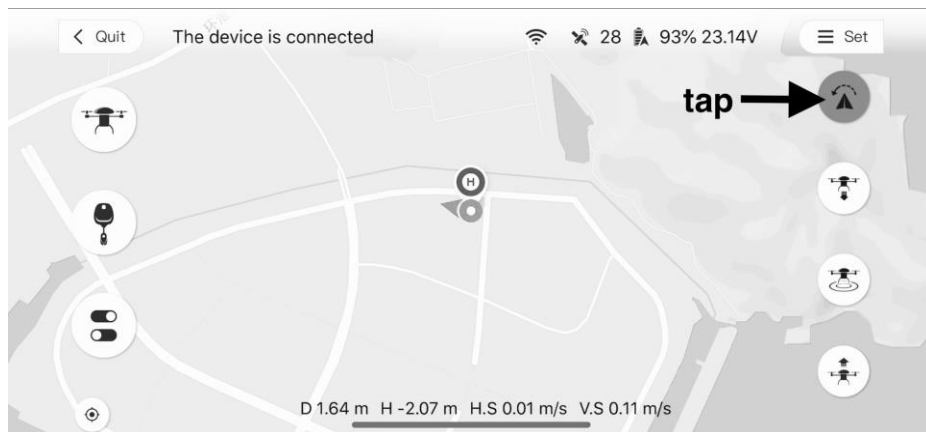 Quit The device is connected 28 93% 23.14V Set
tap
H
D 1.64 m H -2.07 m H.S 0.01 m/s V.S 0.11 m/s